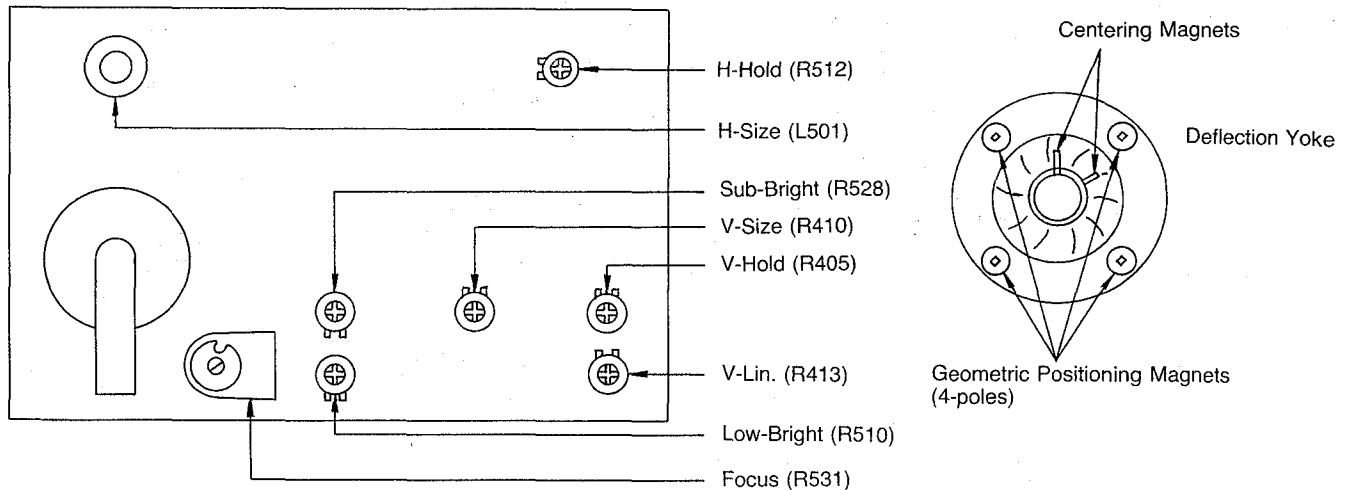 H-Hold (R512)
H-Size (L501)
Sub-Bright (R528)
V-Size (R410)
V-Hold (R405)
V-Lin. (R413)
Low-Bright (R510)
Focus (R531)
Centering Magnets
Deflection Yoke
Geometric Positioning Magnets
(4-poles)